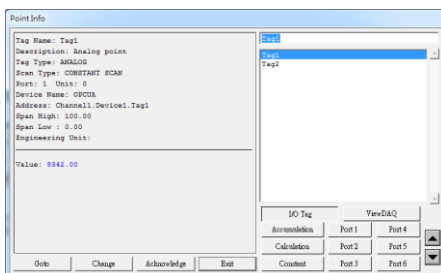 Point Info
Tag Name: Tag1
Description: Analog point
Tag Type: ANALOG
Scan Type: CONSTANT SCAN
Port: 1 Unit: 0
Device Name: OPCUA
Address: Channel1.Device1.Tag1
Span High: 100.00
Span Low : 0.00
Engineering Unit:
Value: 8342.00
Tag1
Tag1
Tag2
I/O Tag ViewDAQ
Accumulation Port 1 Port 4
Calculation Port 2 Port 5
Constant Port 3 Port 6
Goto Change Acknowledge Exit